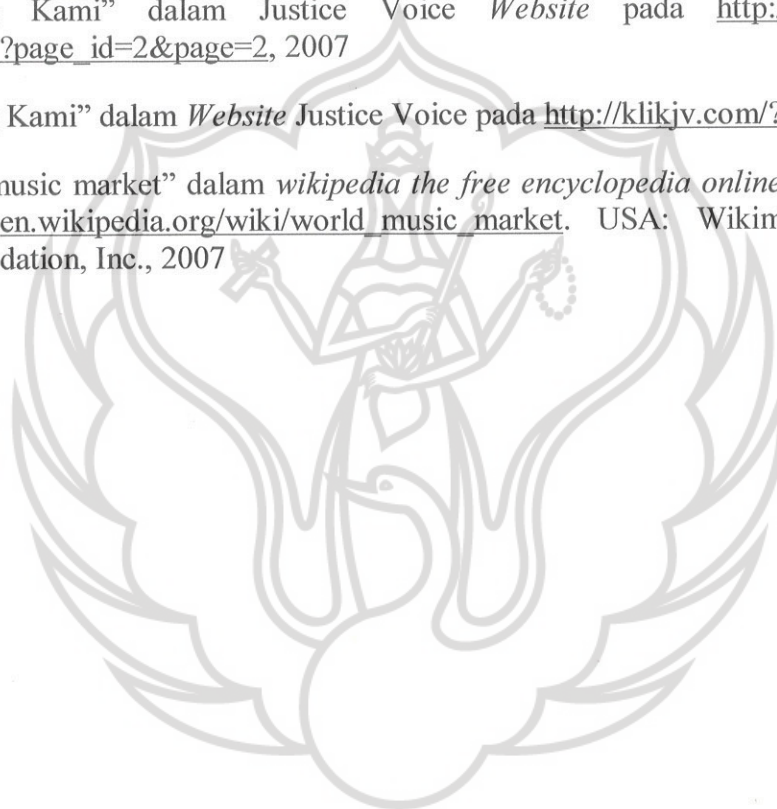 Kami” dalam Justice Voice Website pada http:
?page_id=2&page=2, 2007
Kami” dalam Website Justice Voice pada http://klikjv.com/?
music market” dalam wikipedia the free encyclopedia online
en.wikipedia.org/wiki/world_music_market. USA: Wikim
dation, Inc., 2007